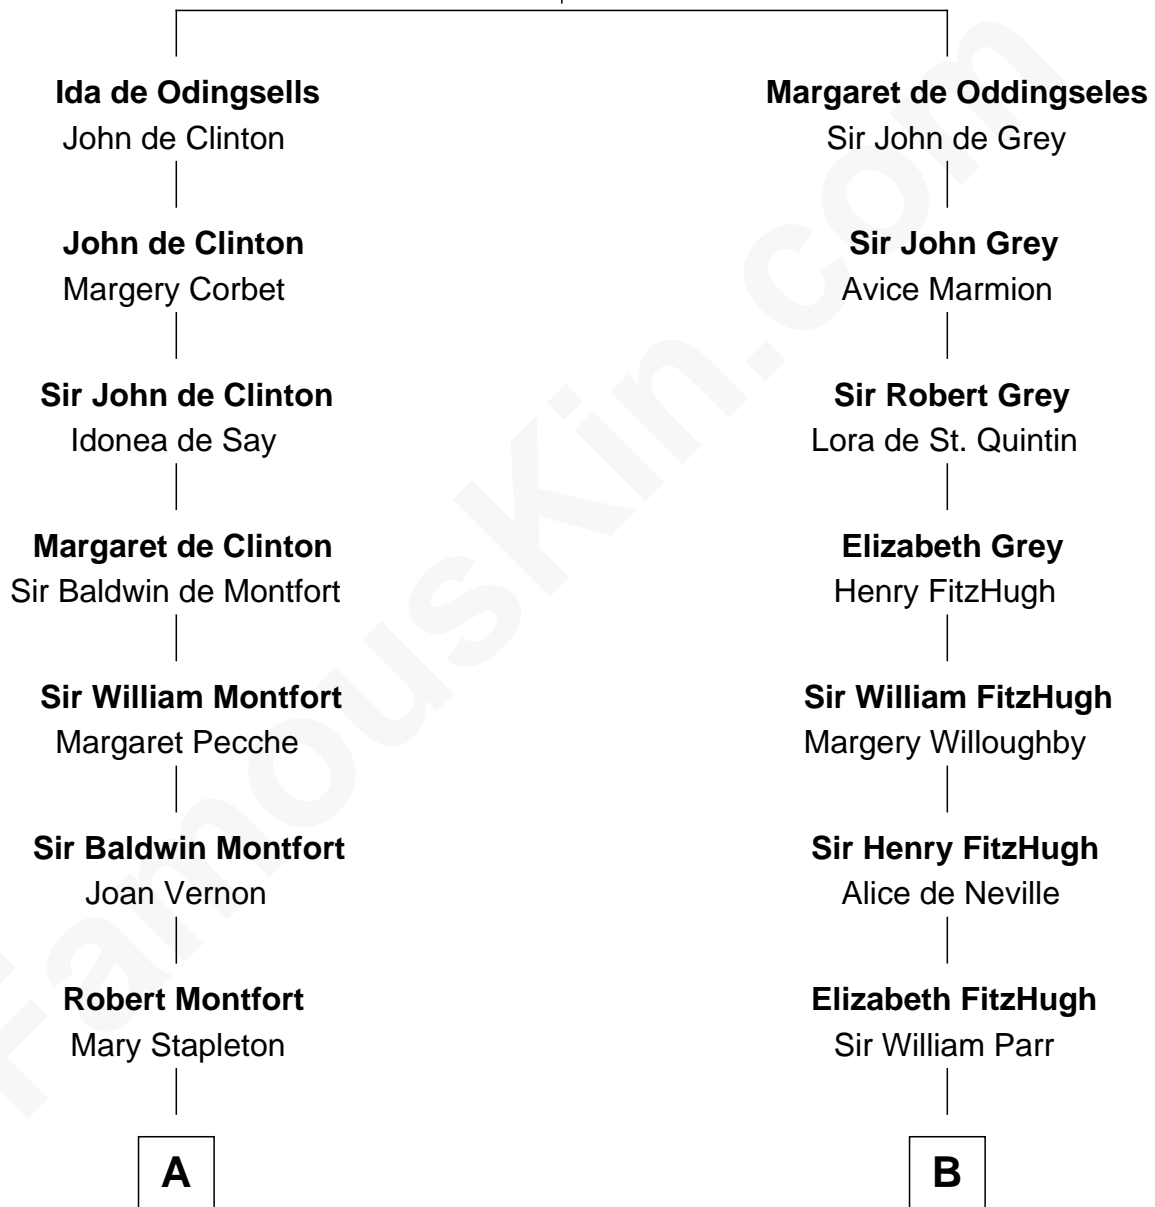 Ida de Odingsells
John de Clinton
John de Clinton
Margery Corbet
Sir John de Clinton
Idonea de Say
Margaret de Clinton
Sir Baldwin de Montfort
Sir William Montfort
Margaret Pecche
Sir Baldwin Montfort
Joan Vernon
Robert Montfort
Mary Stapleton
A
Margaret de Oddingseles
Sir John de Grey
Sir John Grey
Avice Marmion
Sir Robert Grey
Lora de St. Quintin
Elizabeth Grey
Henry FitzHugh
Sir William FitzHugh
Margery Willoughby
Sir Henry FitzHugh
Alice de Neville
Elizabeth FitzHugh
Sir William Parr
B
FamousKin.com